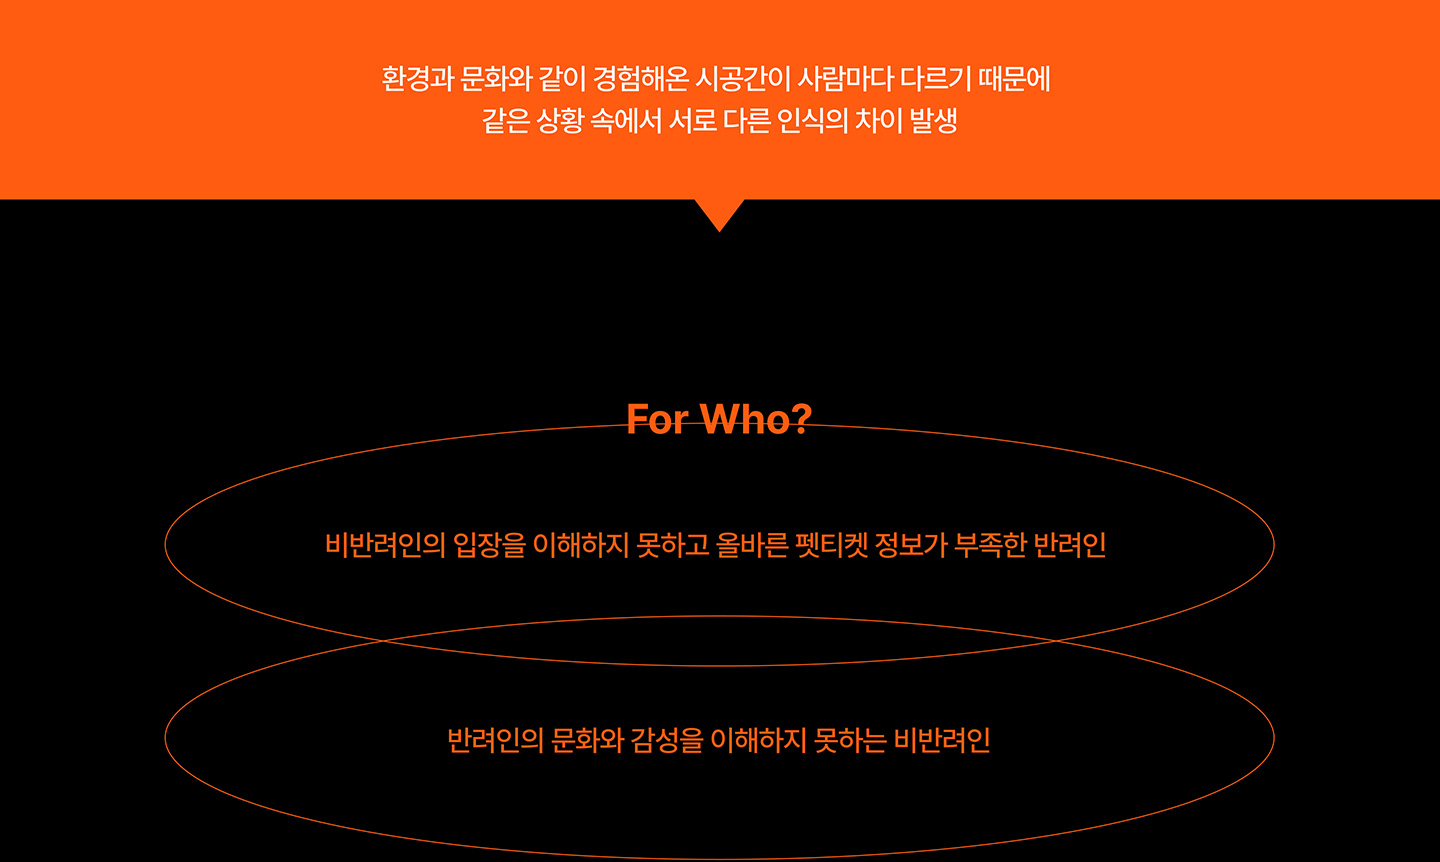 환경과 문화와 같이 경험해온 시공간이 사람마다 다르기 때문에
같은 상황 속에서 서로 다른 인식의 차이 발생
For Who?
비반려인의 입장을 이해하지 못하고 올바른 펫티켓 정보가 부족한 반려인
반려인의 문화와 감성을 이해하지 못하는 비반려인